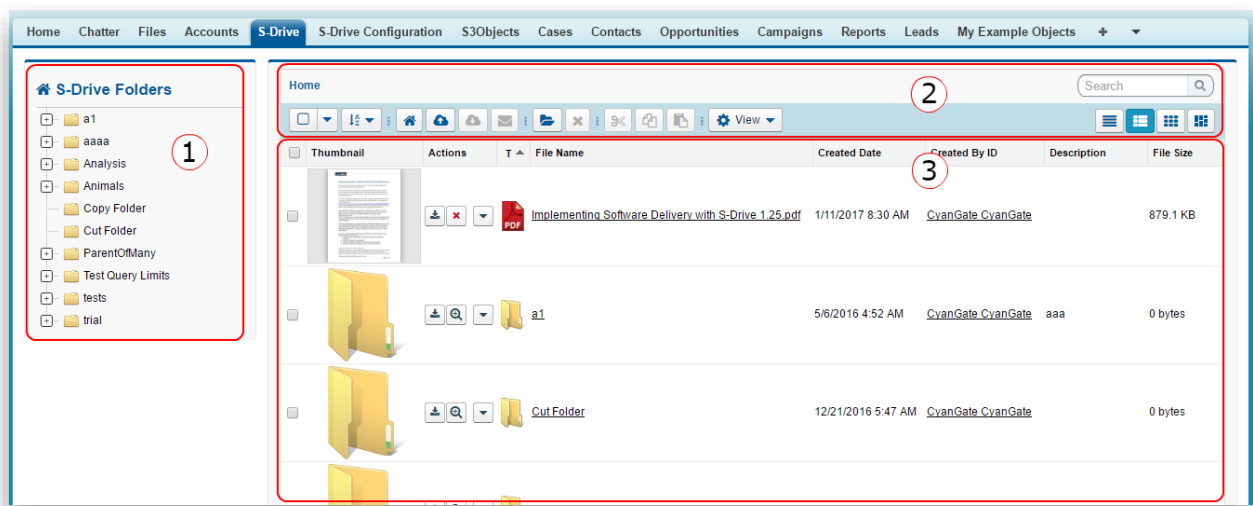 Home Chatter Files Accounts S-Drive S-Drive Configuration S3Objects Cases Contacts Opportunities Campaigns Reports Leads My Example Objects +
S-Drive Folders
a1
aaaa
Analysis
Animals
Copy Folder
Cut Folder
ParentOfMany
Test Query Limits
tests
trial
1
Home
Search
2
View
Thumbnail Actions T File Name Created Date Created By ID Description File Size
3
PDF
Implementing Software Delivery with S-Drive 1.25.pdf 1/11/2017 8:30 AM CyanGate CyanGate 879.1 KB
a1 5/6/2016 4:52 AM CyanGate CyanGate aaa 0 bytes
Cut Folder 12/21/2016 5:47 AM CyanGate CyanGate 0 bytes